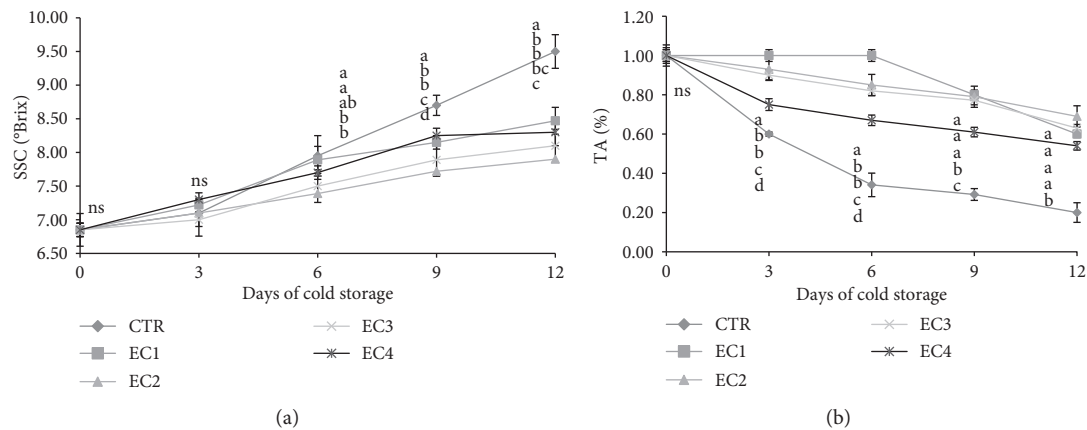 10.00
9.50
9.00
8.50
8.00
7.50
7.00
6.50
SSC (ºBrix)
ns
ns
a
a
ab
b
b
a
b
b
c
d
a
b
b
bc
c
0
3
6
9
12
Days of cold storage
CTR
EC1
EC2
EC3
EC4
(a)
1.20
1.00
0.80
0.60
0.40
0.20
0.00
TA (%)
ns
a
b
b
c
d
a
b
b
c
d
a
a
a
b
c
a
a
a
a
b
0
3
6
9
12
Days of cold storage
CTR
EC1
EC2
EC3
EC4
(b)